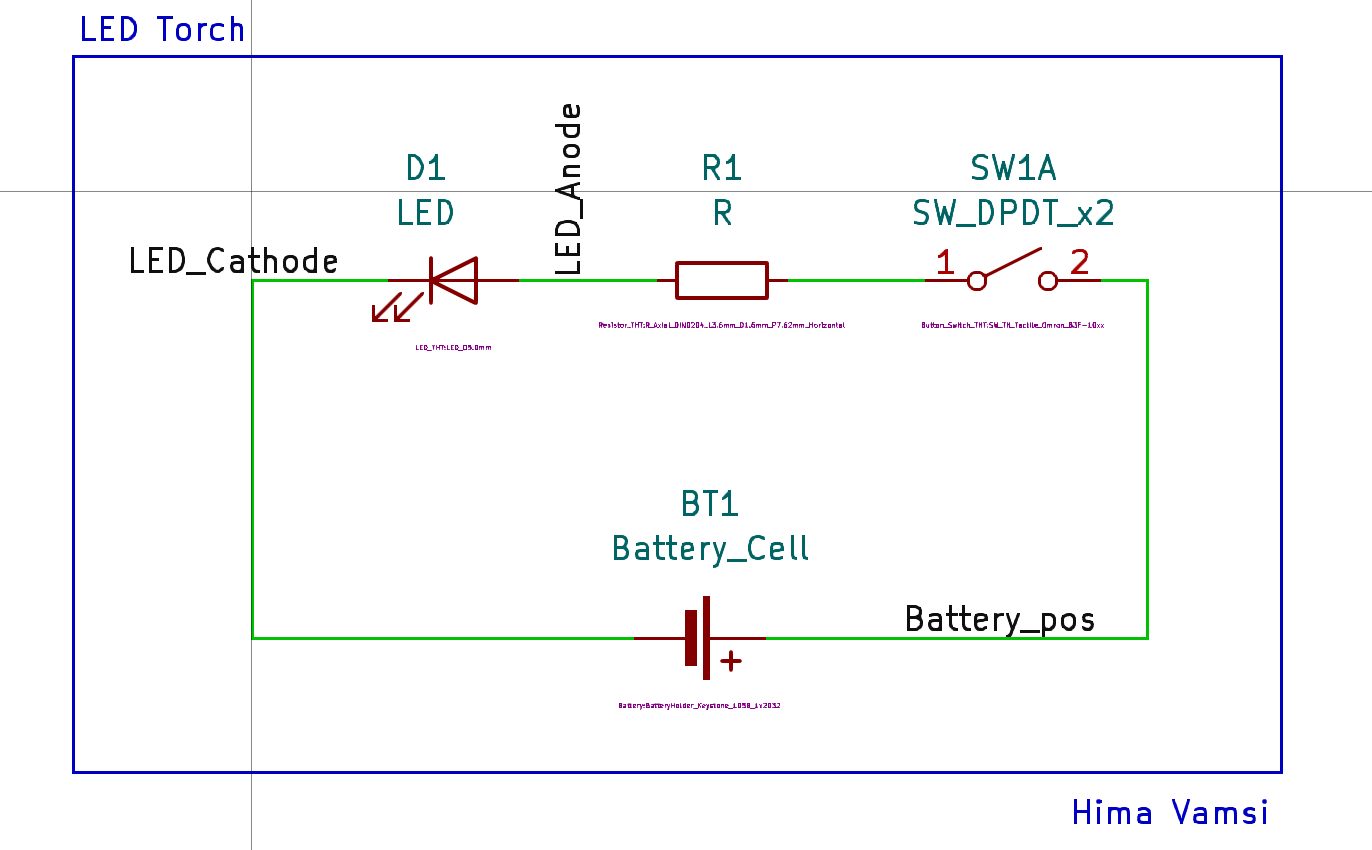 LED Torch
D1
LED
LED_Anode
R1
R
SW1A
SW_DPDT_x2
LED_Cathode
1
2
Resistor_THT:R_Axial_DIN0204_L3.6mm_D1.6mm_P7.62mm_Horizontal
Button_Switch_THT:SW_TH_Tactile_Omron_B3F-10xx
LED_THT:LED_D5.0mm
BT1
Battery_Cell
Battery_pos
+
Battery:BatteryHolder_Keystone_1058_1x2032
Hima Vamsi